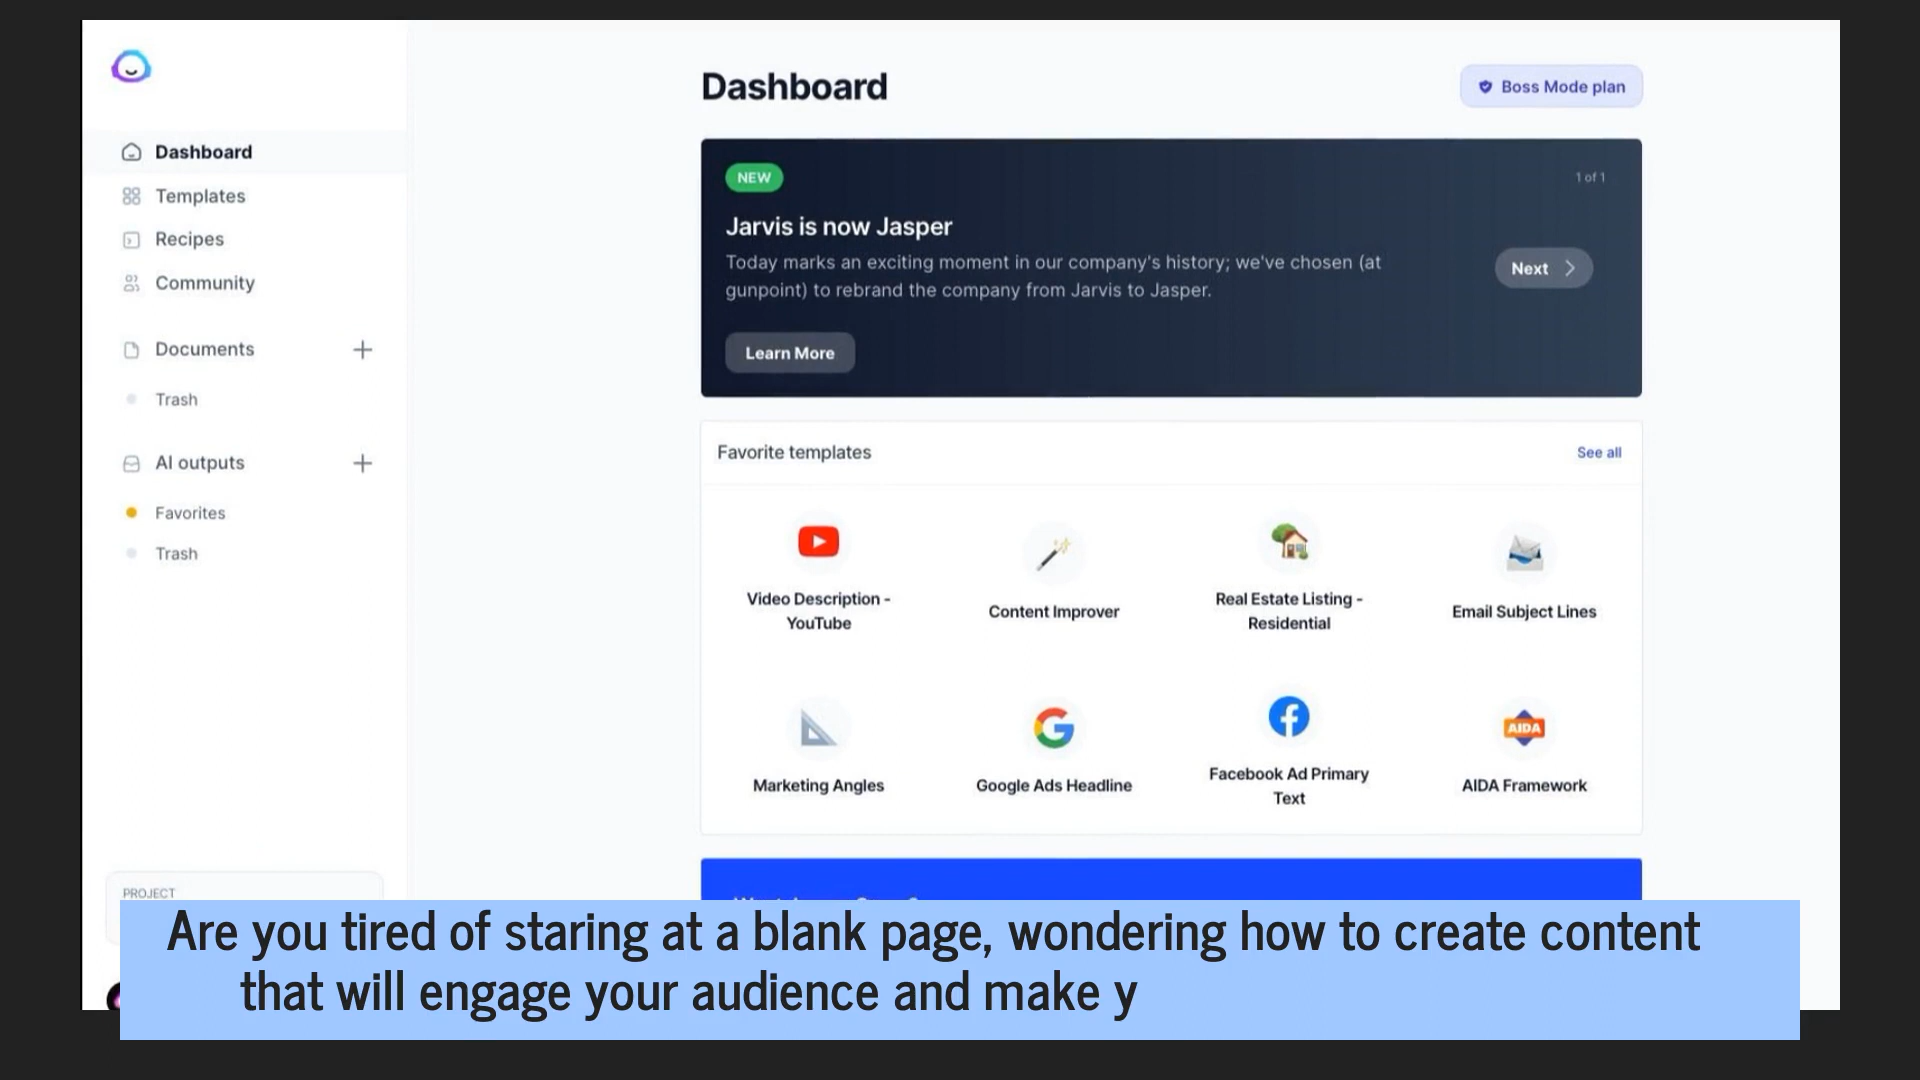 Dashboard
Boss Mode plan
Dashboard
Templates
Recipes
Community
Documents
Trash
AI outputs
Favorites
Trash
PROJECT
NEW
1 of 1
Jarvis is now Jasper
Today marks an exciting moment in our company's history; we've chosen (at
gunpoint) to rebrand the company from Jarvis to Jasper.
Next
Learn More
Favorite templates
See all
Video Description -
YouTube
Content Improver
Real Estate Listing -
Residential
Email Subject Lines
Marketing Angles
Google Ads Headline
Facebook Ad Primary
Text
AIDA
AIDA Framework
Are you tired of staring at a blank page, wondering how to create content
that will engage your audience and make y